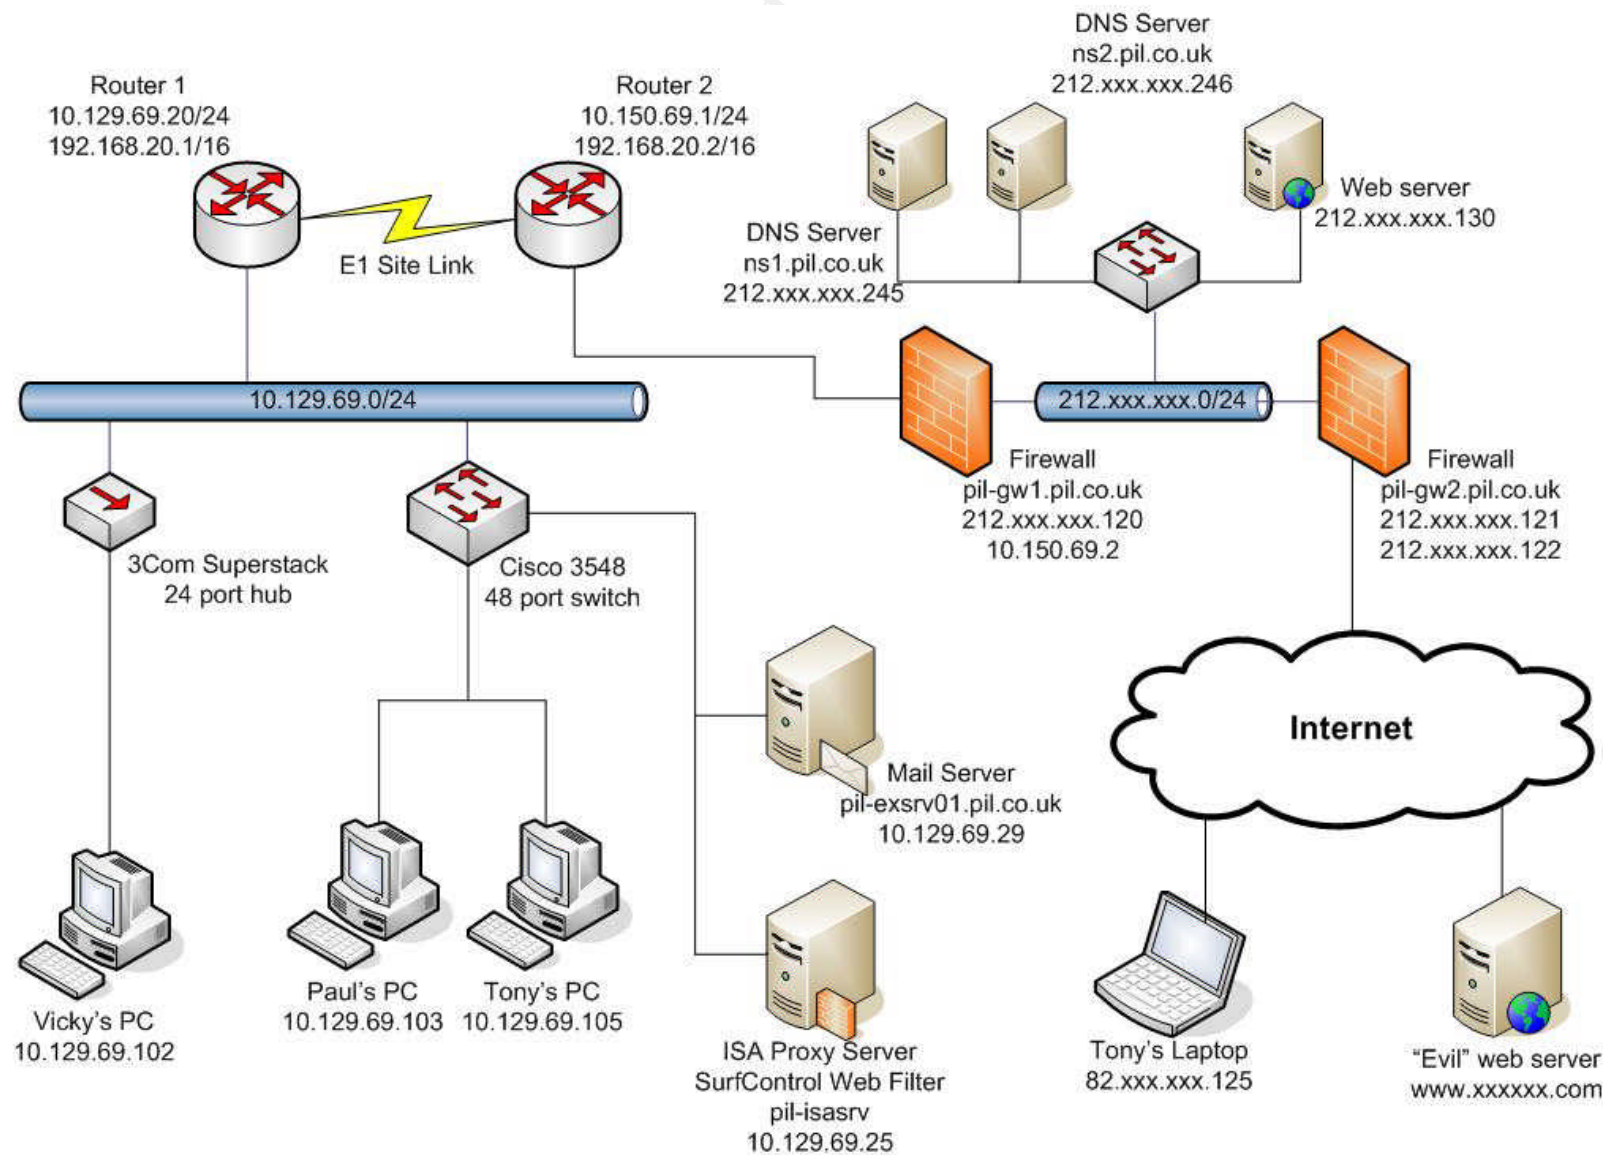 DNS Server
ns2.pil.co.uk
212.xxx.xxx.246
Router 1
10.129.69.20/24
192.168.20.1/16
Router 2
10.150.69.1/24
192.168.20.2/16
E1 Site Link
DNS Server
ns1.pil.co.uk
212.xxx.xxx.245
Web server
212.xxx.xxx.130
10.129.69.0/24
212.xxx.xxx.0/24
Firewall
pil-gw1.pil.co.uk
212.xxx.xxx.120
10.150.69.2
Firewall
pil-gw2.pil.co.uk
212.xxx.xxx.121
212.xxx.xxx.122
3Com Superstack
24 port hub
Cisco 3548
48 port switch
Internet
Mail Server
pil-exsrv01.pil.co.uk
10.129.69.29
Vicky's PC
10.129.69.102
Paul's PC
10.129.69.103
Tony's PC
10.129.69.105
ISA Proxy Server
SurfControl Web Filter
pil-isasrv
10.129.69.25
Tony's Laptop
82.xxx.xxx.125
“Evil” web server
www.xxxxxx.com